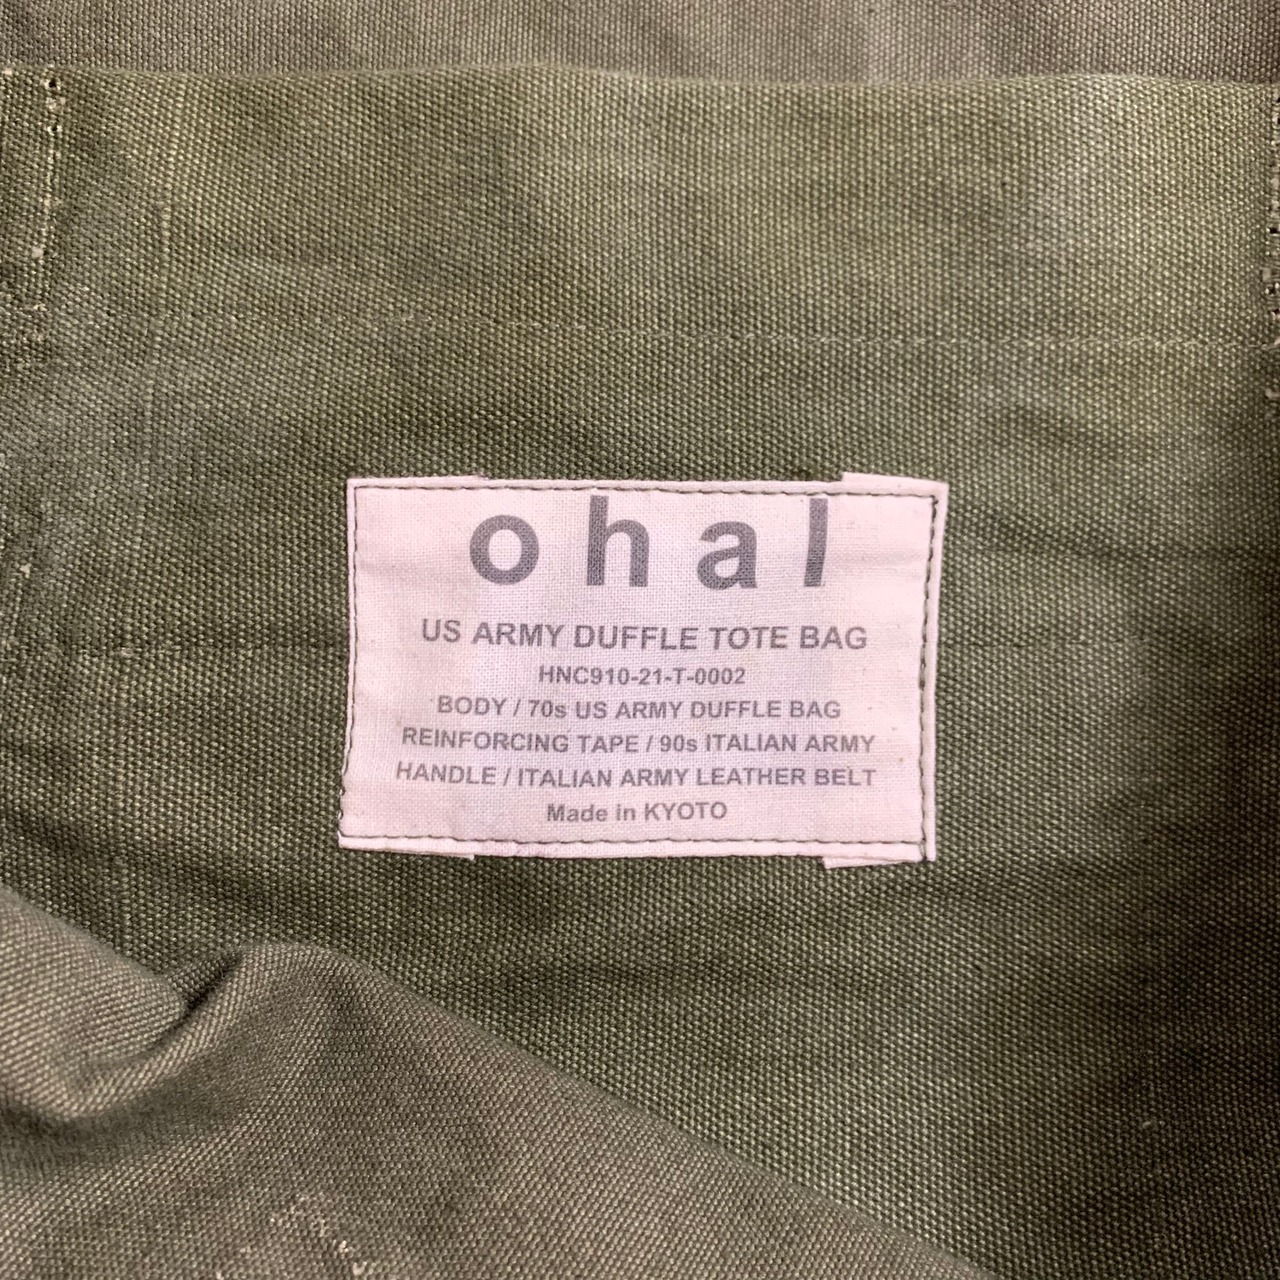 ohal
US ARMY DUFFLE TOTE BAG
HNC910-21-T-0002
BODY / 70s US ARMY DUFFLE BAG
REINFORCING TAPE / 90s ITALIAN ARMY
HANDLE / ITALIAN ARMY LEATHER BELT
Made in KYOTO